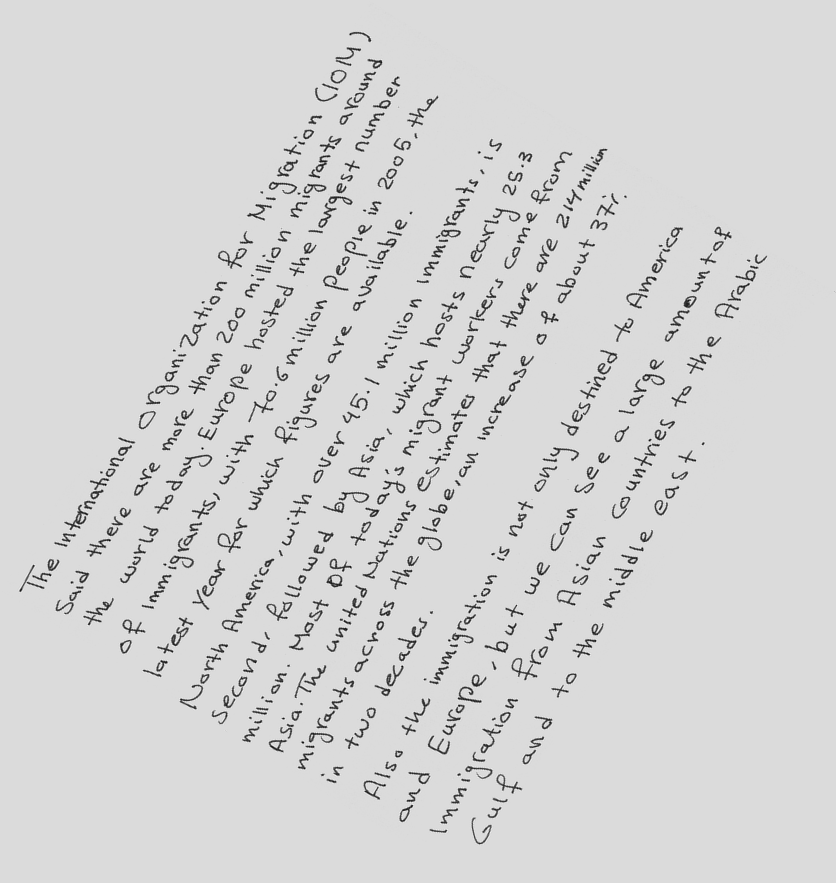 The International Organization for Migration (IOM)
Said there are more than 200 million migrants around
the world today. Europe hosted the largest number
of Immigrants, with 70.6 million People in 2005, the
latest year for which figures are available.
North America, with over 45.1 million immigrants, is
Second, followed by Asia, which hosts nearly 25.3
million. Most of today's migrant workers come from
Asia. The united Nations estimates that there are 214 million
migrants across the globe, an increase of about 37%
in two decades.
Also the immigration is not only destined to America
and Europe, but we can see a large amount of
Immigration from Asian Countries to the Arabic
Gulf and to the middle east.